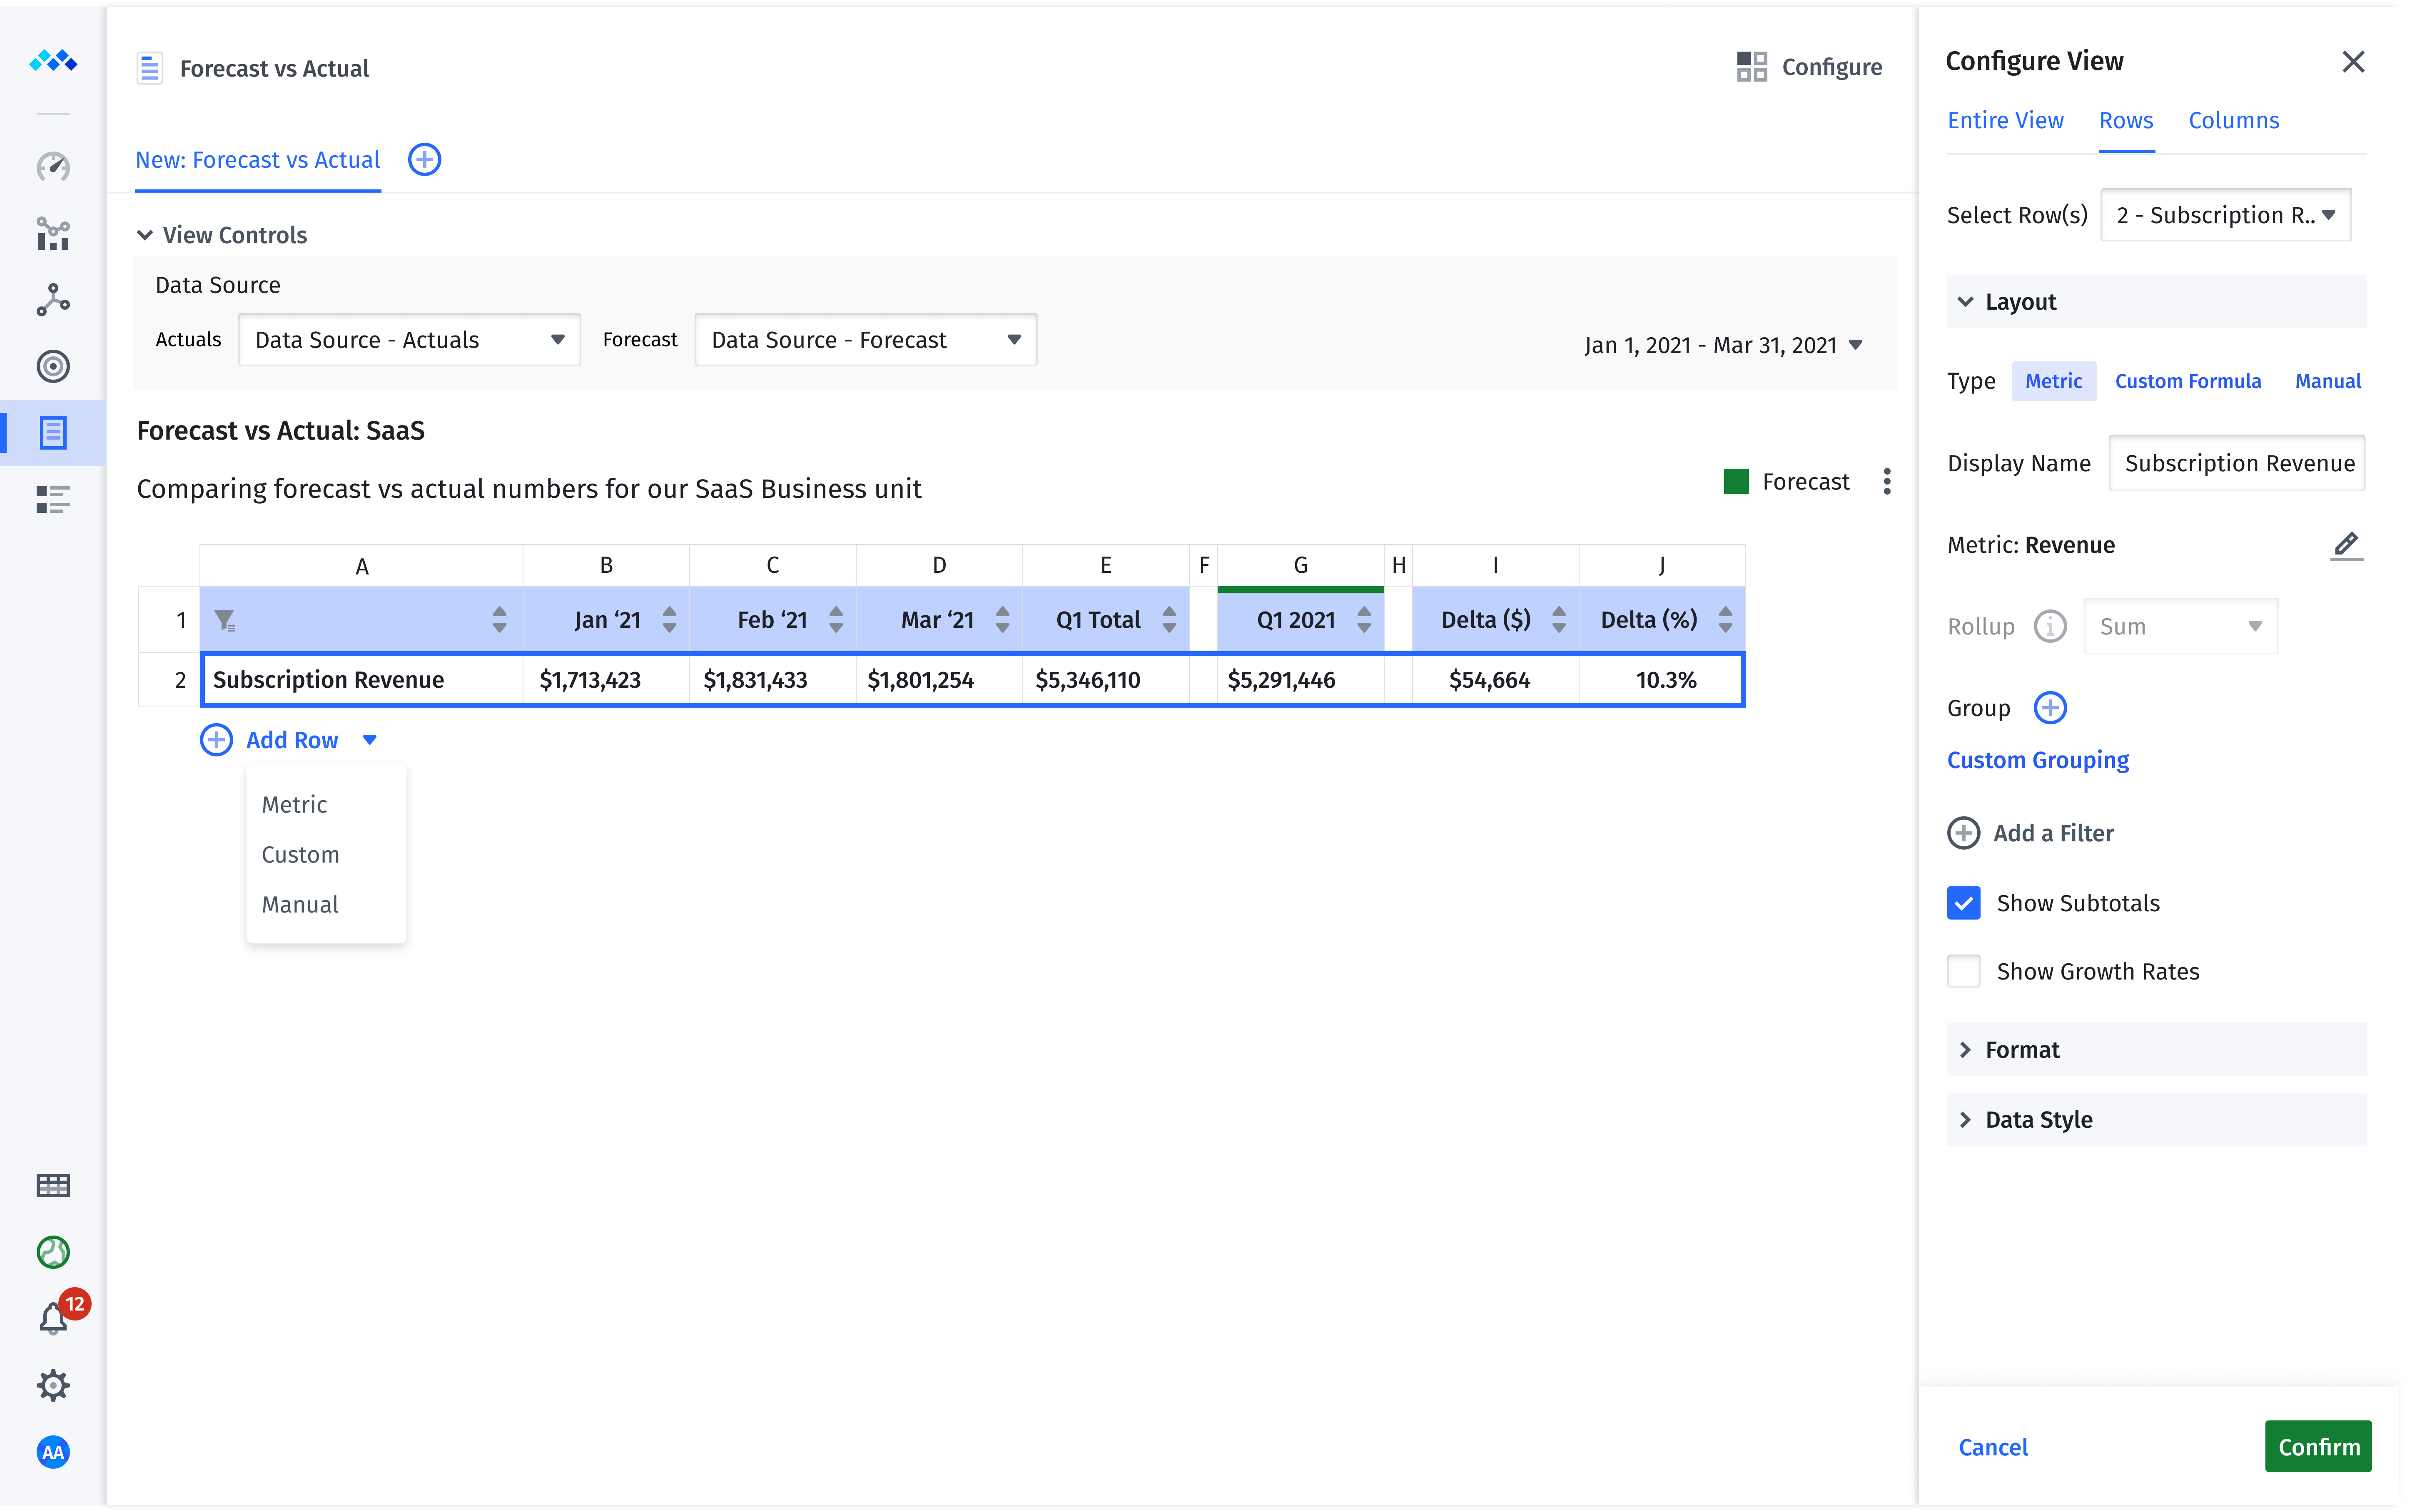 Forecast vs Actual
Configure
New: Forecast vs Actual
View Controls
Data Source
Actuals
Data Source - Actuals
Forecast
Data Source - Forecast
Jan 1, 2021 - Mar 31, 2021
Forecast vs Actual: SaaS
Comparing forecast vs actual numbers for our SaaS Business unit
Forecast
A B C D E F G H I J
1 Jan ‘21 Feb ‘21 Mar ‘21 Q1 Total Q1 2021 Delta ($) Delta (%)
2 Subscription Revenue $1,713,423 $1,831,433 $1,801,254 $5,346,110 $5,291,446 $54,664 10.3%
Add Row
Metric
Custom
Manual
12
AA
Configure View
Entire View Rows Columns
Select Row(s) 2 - Subscription R..
Layout
Type Metric Custom Formula Manual
Display Name Subscription Revenue
Metric: Revenue
Rollup i Sum
Group
Custom Grouping
Add a Filter
Show Subtotals
Show Growth Rates
Format
Data Style
Cancel Confirm